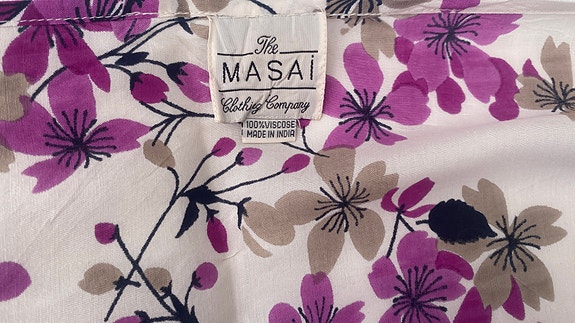 The
MASAi
Clothing Company
100%VISCOSE
MADE IN INDIA